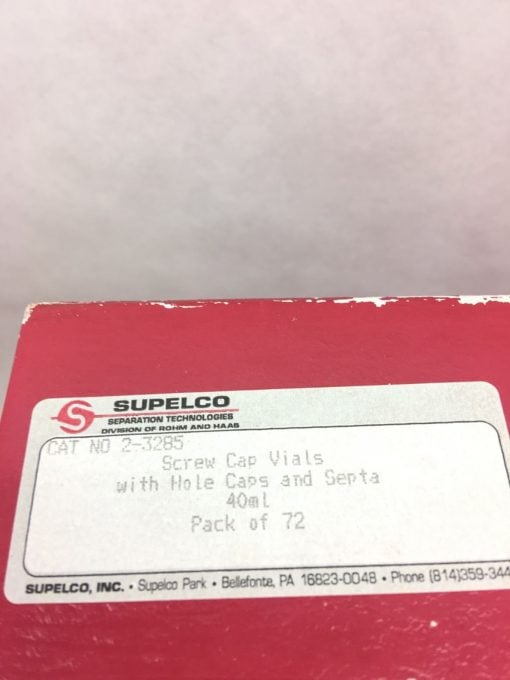 SUPELCO
SEPARATION TECHNOLOGIES
DIVISION OF ROHM AND HAAS
CAT NO 2-3285
Screw Cap Vials
with Hole Caps and Septa
40ml
Pack of 72
SUPELCO, INC. • Supelco Park • Bellefonte, PA 16823-0048 • Phone (814)359-344